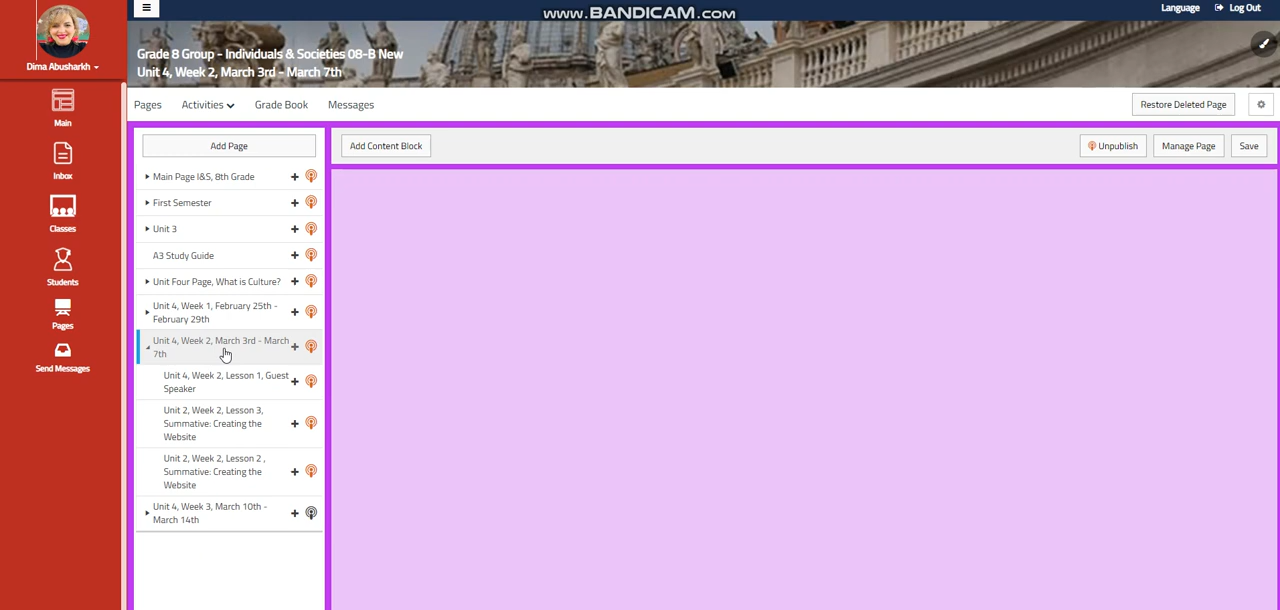 www.BANDICAM.com
Language
Log Out
Dima Abusharkh
Grade 8 Group - Individuals & Societies 08-B New
Unit 4, Week 2, March 3rd - March 7th
Pages
Activities
Grade Book
Messages
Restore Deleted Page
Main
Inbox
Classes
Students
Pages
Send Messages
Add Page
Add Content Block
Unpublish
Manage Page
Save
Main Page I&S, 8th Grade
First Semester
Unit 3
A3 Study Guide
Unit Four Page, What is Culture?
Unit 4, Week 1, February 25th -
February 29th
Unit 4, Week 2, March 3rd - March
7th
Unit 4, Week 2, Lesson 1, Guest
Speaker
Unit 2, Week 2, Lesson 3,
Summative: Creating the
Website
Unit 2, Week 2, Lesson 2 ,
Summative: Creating the
Website
Unit 4, Week 3, March 10th -
March 14th